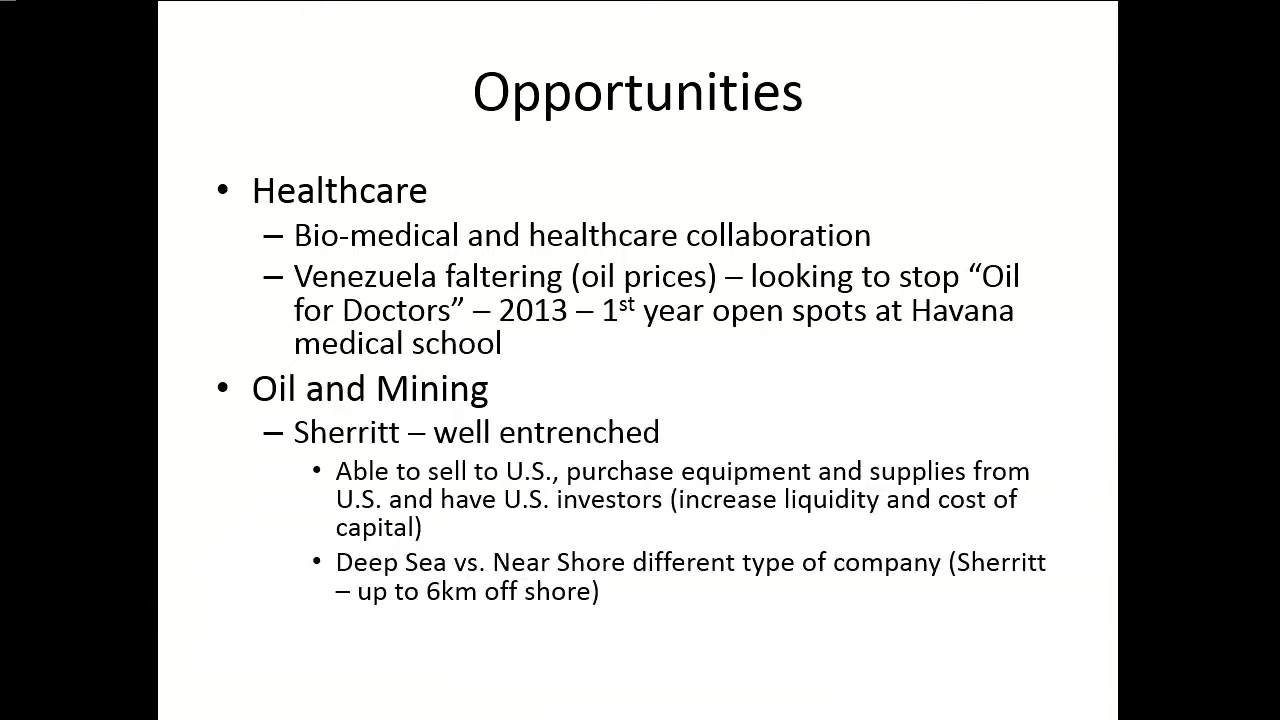 Opportunities
• Healthcare
– Bio-medical and healthcare collaboration
– Venezuela faltering (oil prices) – looking to stop “Oil
for Doctors” – 2013 – 1st year open spots at Havana
medical school
• Oil and Mining
– Sherritt – well entrenched
• Able to sell to U.S., purchase equipment and supplies from
U.S. and have U.S. investors (increase liquidity and cost of
capital)
• Deep Sea vs. Near Shore different type of company (Sherritt
– up to 6km off shore)